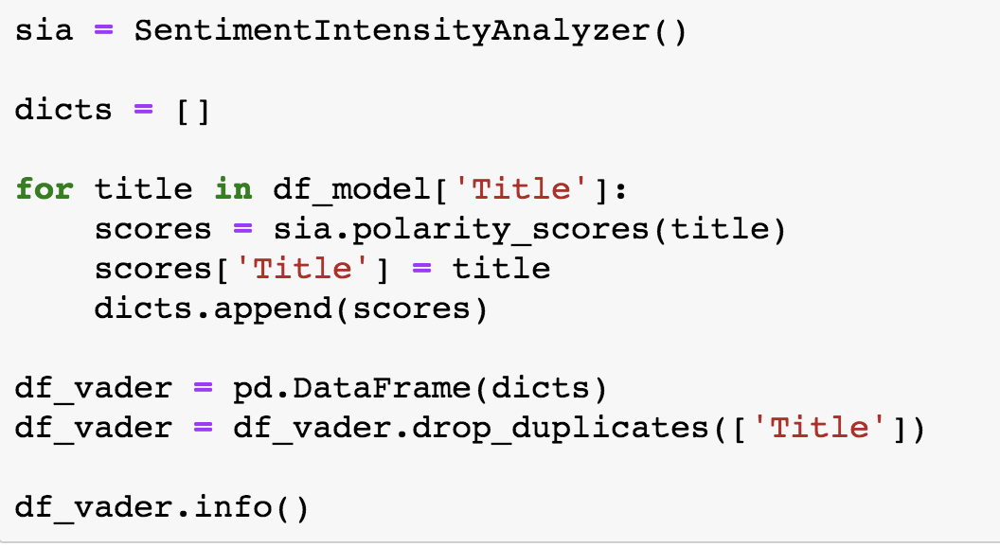 sia = SentimentIntensityAnalyzer()
dicts = []
for title in df_model['Title']:
    scores = sia.polarity_scores(title)
    scores['Title'] = title
    dicts.append(scores)
df_vader = pd.DataFrame(dicts)
df_vader = df_vader.drop_duplicates(['Title'])
df_vader.info()